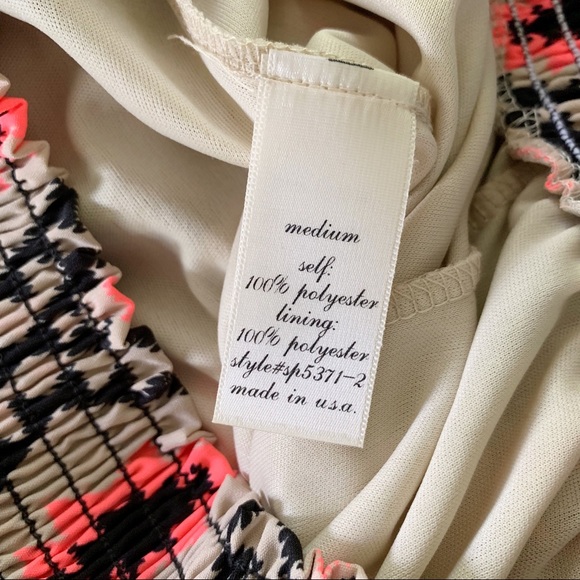 medium
self:
100% polyester
lining:
100% polyester
style#sp5371-2
made in u.s.a.